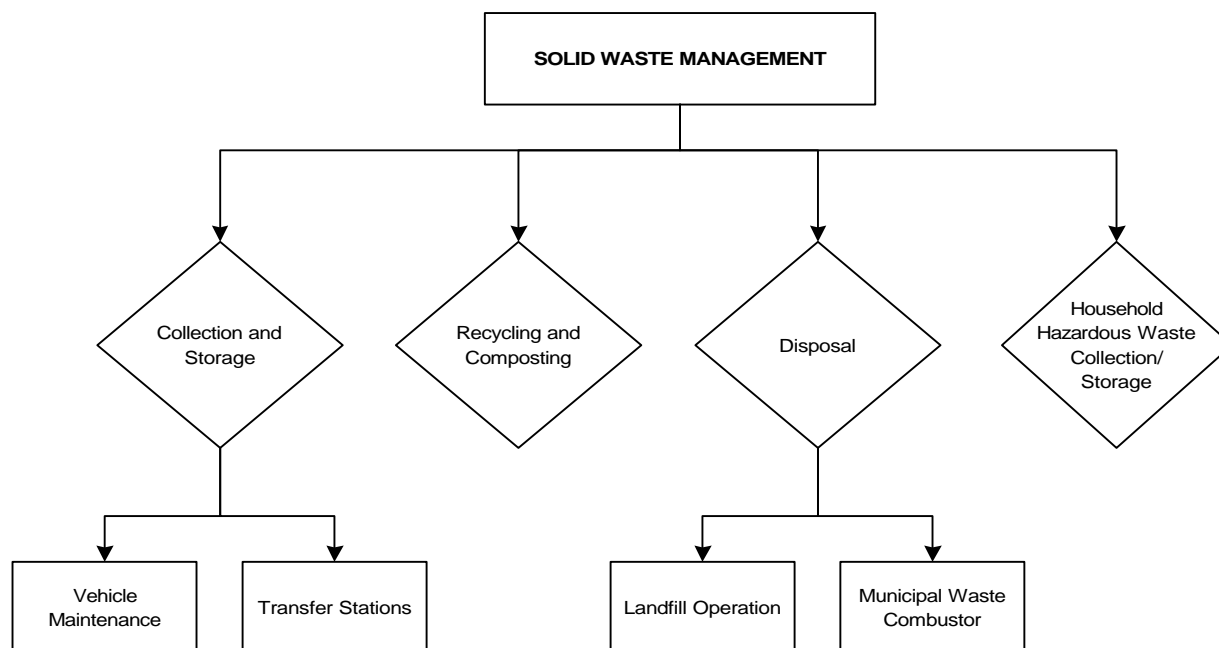 SOLID WASTE MANAGEMENT
Collection and
Storage
Recycling and
Composting
Disposal
Household
Hazardous Waste
Collection/
Storage
Vehicle
Maintenance
Transfer Stations
Landfill Operation
Municipal Waste
Combustor